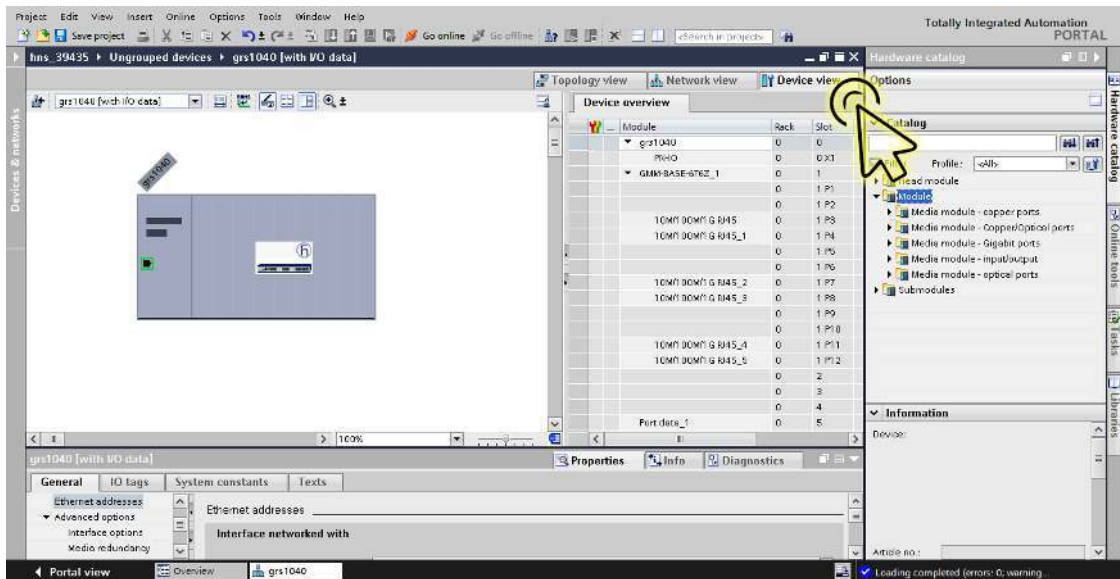 Project Edit View Insert Online Options Tools Window Help
Totally Integrated Automation
PORTAL
Save project
Go online
Go offline
<Search in project>
hns_39435 ▸ Ungrouped devices ▸ grs1040 [with I/O data]
Hardware catalog
Topology view
Network view
Device view
Options
grs1040 [with I/O data]
Device overview
Module
Rack
Slot
Catalog
Profile: <All>
grs1040 0 0
PN-IO 0 0 X1
GMM-BASE-6T6Z_1 0 1
0 1 P1
0 1 P2
10M/100M/1G RJ45 0 1 P3
10M/100M/1G RJ45_1 0 1 P4
0 1 P5
0 1 P6
10M/100M/1G RJ45_2 0 1 P7
10M/100M/1G RJ45_3 0 1 P8
0 1 P9
0 1 P10
10M/100M/1G RJ45_4 0 1 P11
10M/100M/1G RJ45_5 0 1 P12
0 2
0 3
0 4
Port data_1 0 5
Head module
Module
Media module - copper ports
Media module - Copper/Optical ports
Media module - Gigabit ports
Media module - input/output
Media module - optical ports
Submodules
Devices & networks
grs1040
h
Hardware catalog
Online tools
Tasks
Libraries
100%
Information
Device:
Article no.:
grs1040 [with I/O data]
Properties
Info
Diagnostics
General
IO tags
System constants
Texts
Ethernet addresses
Advanced options
Interface options
Media redundancy
Ethernet addresses
Interface networked with
Portal view
Overview
grs1040
Loading completed (errors: 0; warning...